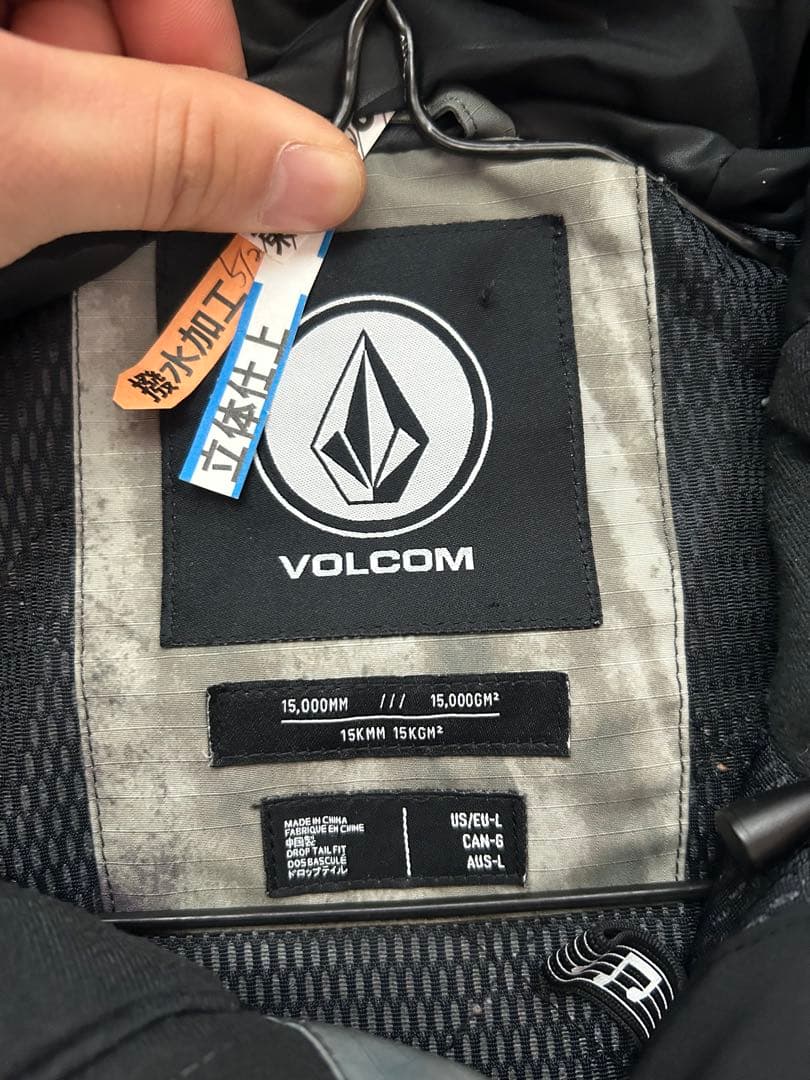 撥水加工
立体仕上
VOLCOM
15,000MM /// 15,000GM²
15KMM 15KGM²
MADE IN CHINA
FABRIQUE EN CHINE
中国製
DROP TAIL FIT
DOS BASCULÉ
ドロップテイル
US/EU-L
CAN-G
AUS-L